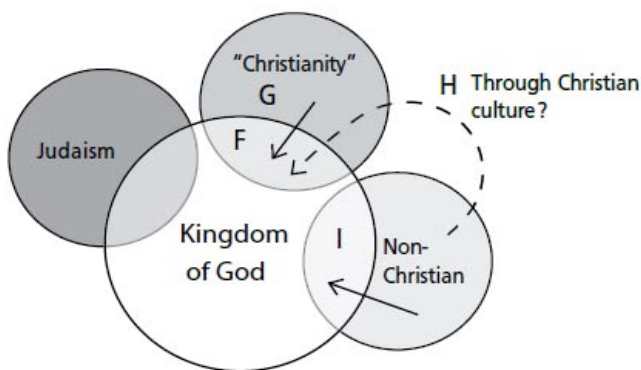 "Christianity"
G
H Through Christian
culture?
F
Judaism
Kingdom
of God
I
Non-
Christian